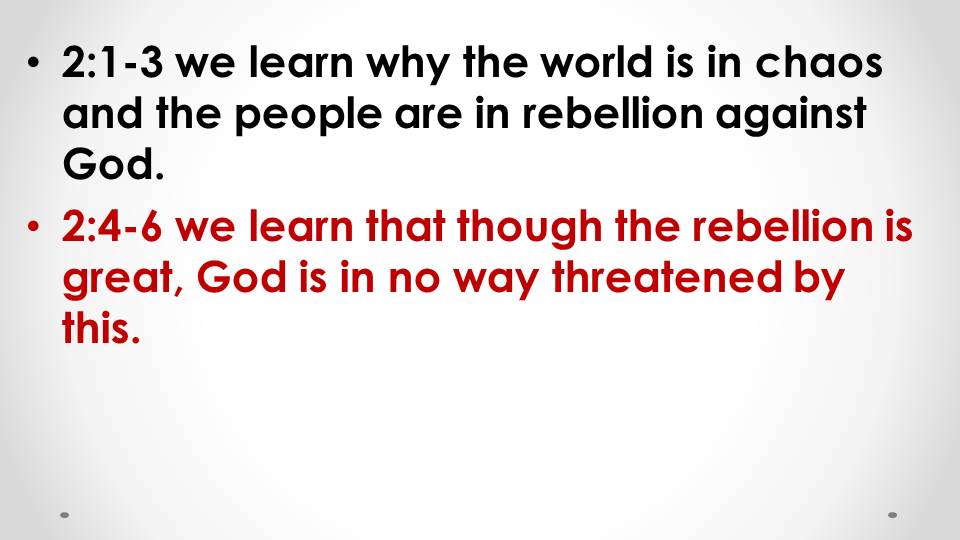 • 2:1-3 we learn why the world is in chaos
and the people are in rebellion against
God.
• 2:4-6 we learn that though the rebellion is
great, God is in no way threatened by
this.